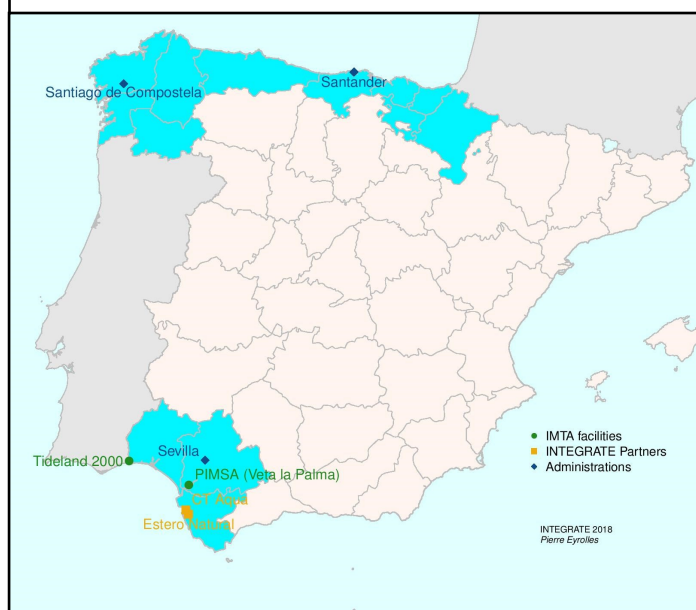 Santander
Santiago de Compostela
IMTA facilities
INTEGRATE Partners
Administrations
Sevilla
Tideland 2000
PIMSA (Veta la Palma)
CT Aqua
Estero Natural
INTEGRATE 2018
Pierre Eyrolles